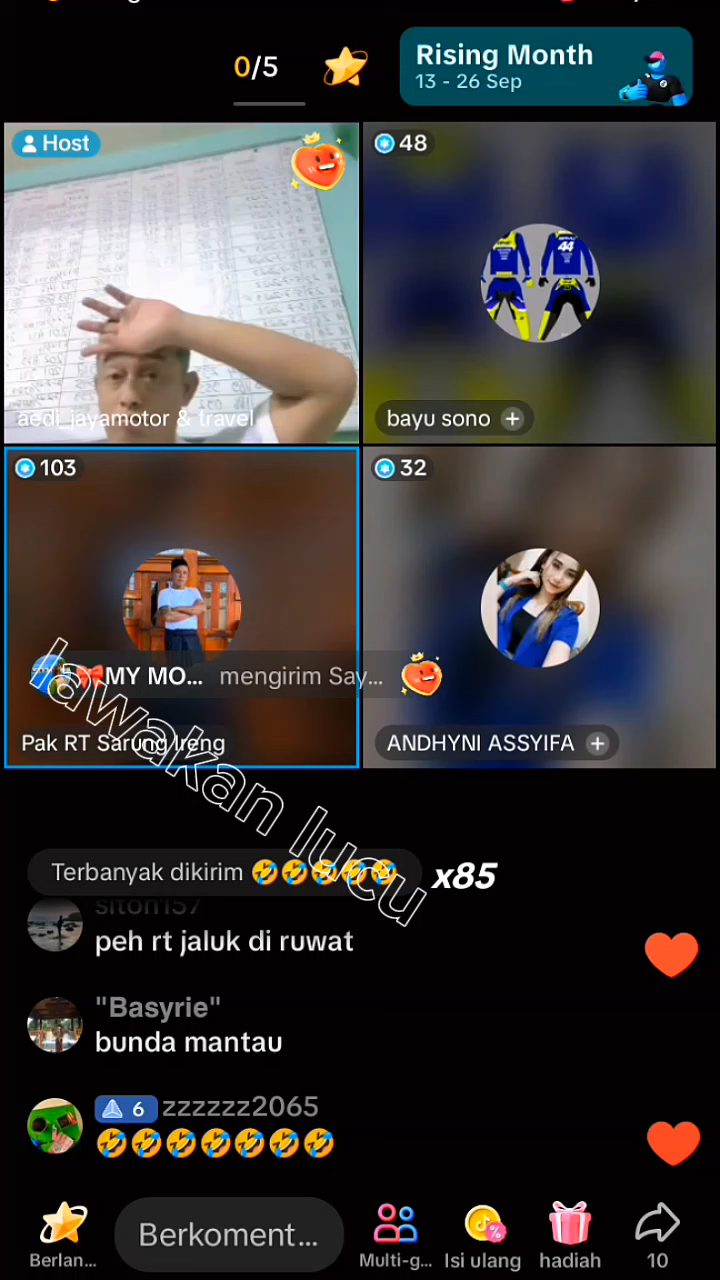 0/5
Rising Month
13 - 26 Sep
Host
48
44
aedi_jayamotor & travel
bayu sono +
103
32
MY MO... mengirim Say...
Pak RT Sarung Ireng
ANDHYNI ASSYIFA +
lawakan lucu
Terbanyak dikirim 🤣🤣🤣🤣🤣 x85
siton157
peh rt jaluk di ruwat
"Basyrie"
bunda mantau
6 zzzzzz2065
🤣🤣🤣🤣🤣🤣🤣
Berkoment...
Berlan... Multi-g... Isi ulang hadiah 10